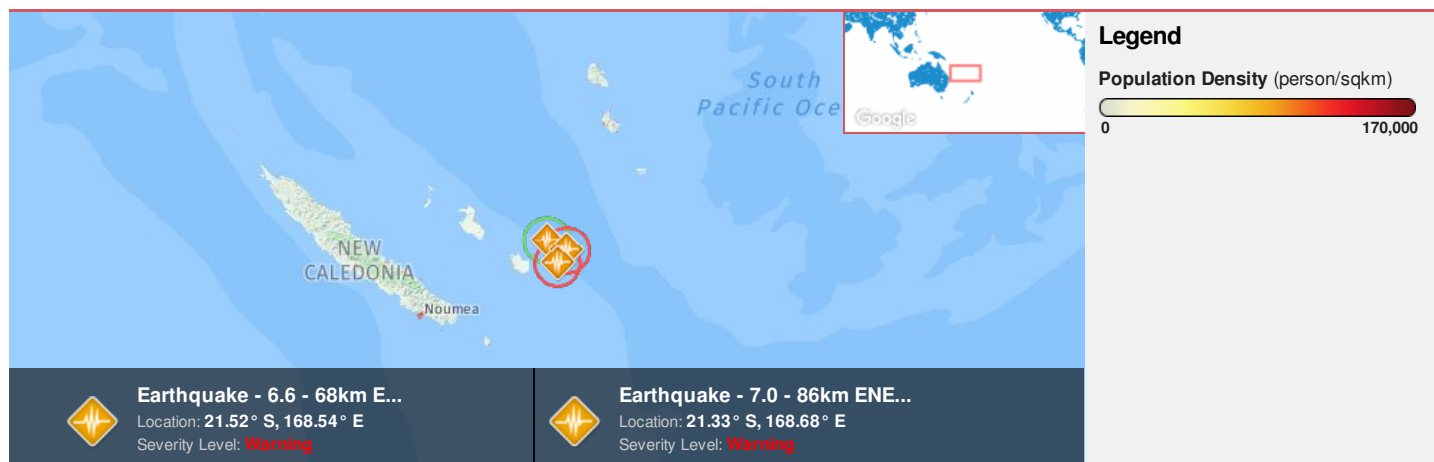 South
Pacific Oce
Google
NEW
CALEDONIA
Noumea
Legend
Population Density (person/sqkm)
0 170,000
Earthquake - 6.6 - 68km E...
Location: 21.52° S, 168.54° E
Severity Level: Warning
Earthquake - 7.0 - 86km ENE...
Location: 21.33° S, 168.68° E
Severity Level: Warning